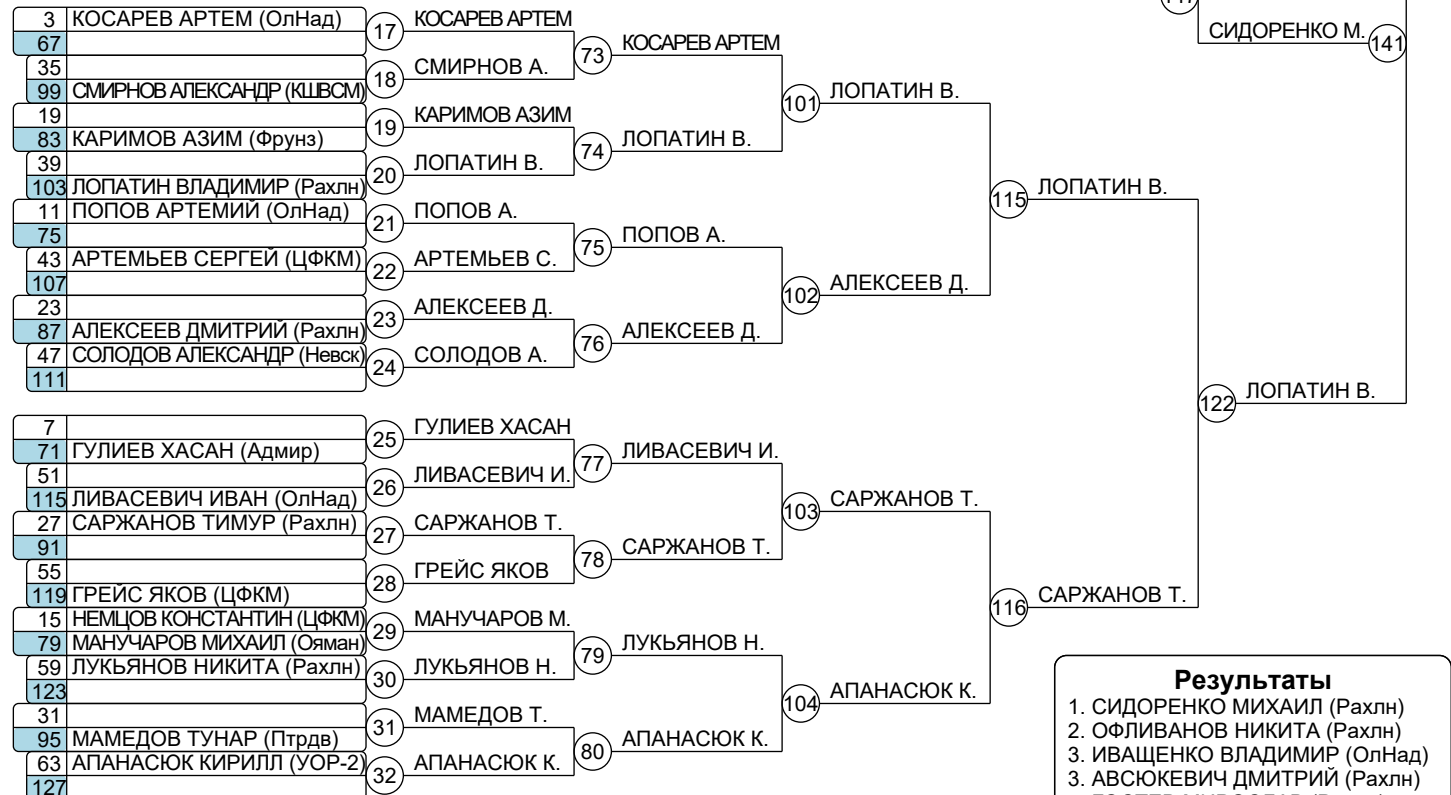 СИДОРЕНКО М.
141
3 КОСАРЕВ АРТЕМ (ОлНад)
67
17 КОСАРЕВ АРТЕМ
35
99 СМИРНОВ АЛЕКСАНДР (КШВСМ)
18 СМИРНОВ А.
73 КОСАРЕВ АРТЕМ
19
83 КАРИМОВ АЗИМ (Фрунз)
19 КАРИМОВ АЗИМ
39
103 ЛОПАТИН ВЛАДИМИР (Рахлн)
20 ЛОПАТИН В.
74 ЛОПАТИН В.
101 ЛОПАТИН В.
11 ПОПОВ АРТЕМИЙ (ОлНад)
75
21 ПОПОВ А.
43 АРТЕМЬЕВ СЕРГЕЙ (ЦФКМ)
107
22 АРТЕМЬЕВ С.
75 ПОПОВ А.
23
87 АЛЕКСЕЕВ ДМИТРИЙ (Рахлн)
23 АЛЕКСЕЕВ Д.
47 СОЛОДОВ АЛЕКСАНДР (Невск)
111
24 СОЛОДОВ А.
76 АЛЕКСЕЕВ Д.
102 АЛЕКСЕЕВ Д.
115 ЛОПАТИН В.
7
71 ГУЛИЕВ ХАСАН (Адмир)
25 ГУЛИЕВ ХАСАН
51
115 ЛИВАСЕВИЧ ИВАН (ОлНад)
26 ЛИВАСЕВИЧ И.
77 ЛИВАСЕВИЧ И.
27 САРЖАНОВ ТИМУР (Рахлн)
91
27 САРЖАНОВ Т.
55
119 ГРЕЙС ЯКОВ (ЦФКМ)
28 ГРЕЙС ЯКОВ
78 САРЖАНОВ Т.
103 САРЖАНОВ Т.
15 НЕМЦОВ КОНСТАНТИН (ЦФКМ)
79 МАНУЧАРОВ МИХАИЛ (Ояман)
29 МАНУЧАРОВ М.
59 ЛУКЬЯНОВ НИКИТА (Рахлн)
123
30 ЛУКЬЯНОВ Н.
79 ЛУКЬЯНОВ Н.
31
95 МАМЕДОВ ТУНАР (Птрдв)
31 МАМЕДОВ Т.
63 АПАНАСЮК КИРИЛЛ (УОР-2)
127
32 АПАНАСЮК К.
80 АПАНАСЮК К.
104 АПАНАСЮК К.
116 САРЖАНОВ Т.
122 ЛОПАТИН В.
Результаты
1. СИДОРЕНКО МИХАИЛ (Рахлн)
2. ОФЛИВАНОВ НИКИТА (Рахлн)
3. ИВАЩЕНКО ВЛАДИМИР (ОлНад)
3. АВСЮКЕВИЧ ДМИТРИЙ (Рахлн)